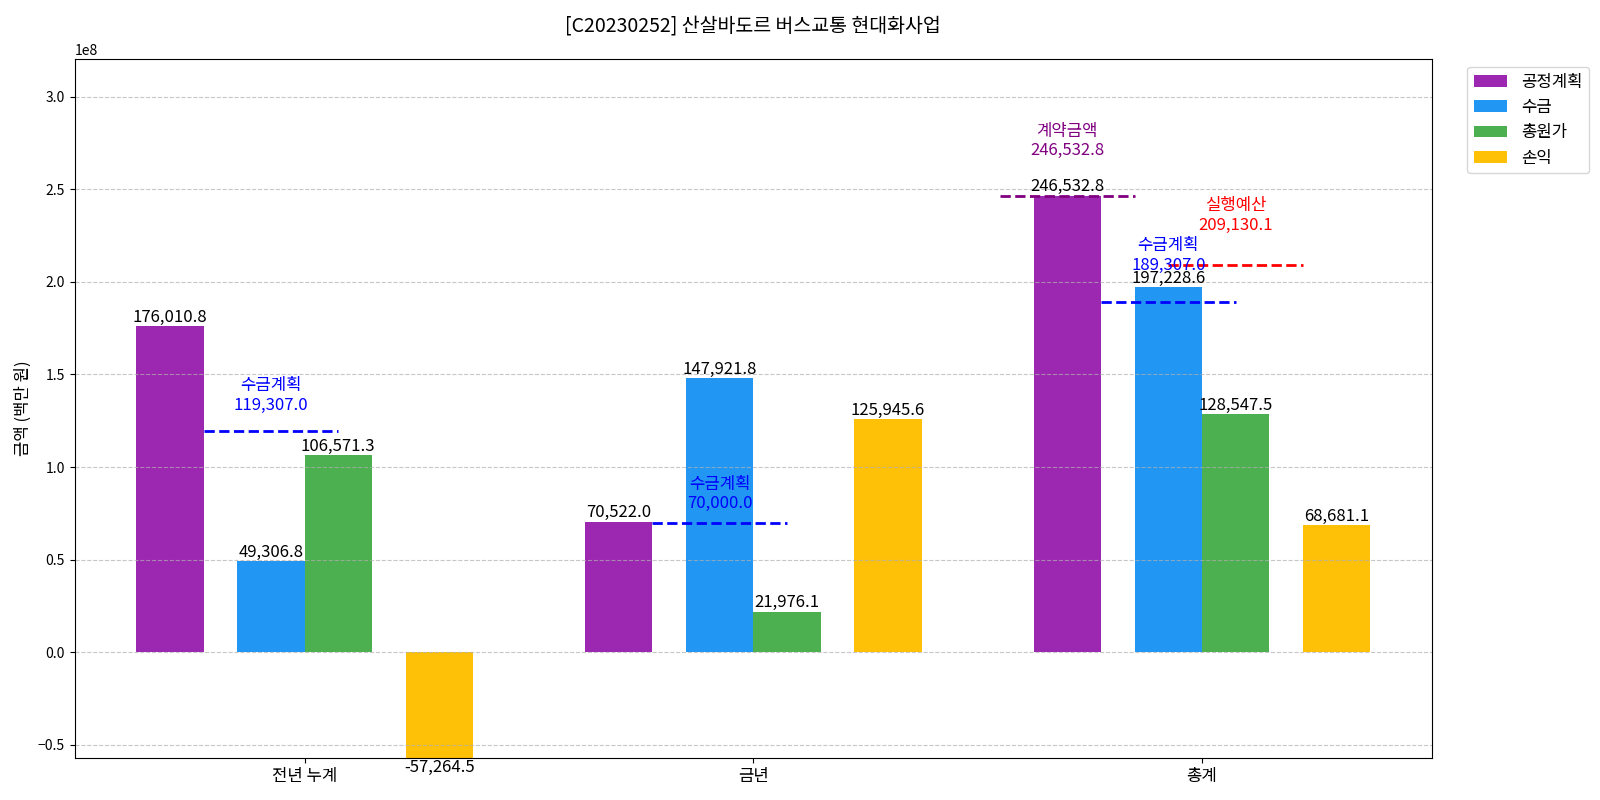 [C20230252] 산살바도르 버스교통 현대화사업
1e8
3.0
2.5
2.0
1.5
1.0
0.5
0.0
−0.5
금액 (백만 원)
176,010.8
수금계획
119,307.0
106,571.3
49,306.8
-57,264.5
147,921.8
125,945.6
수금계획
70,000.0
70,522.0
21,976.1
계약금액
246,532.8
246,532.8
실행예산
209,130.1
수금계획
189,307.0
197,228.6
128,547.5
68,681.1
전년 누계
금년
총계
공정계획
수금
총원가
손익